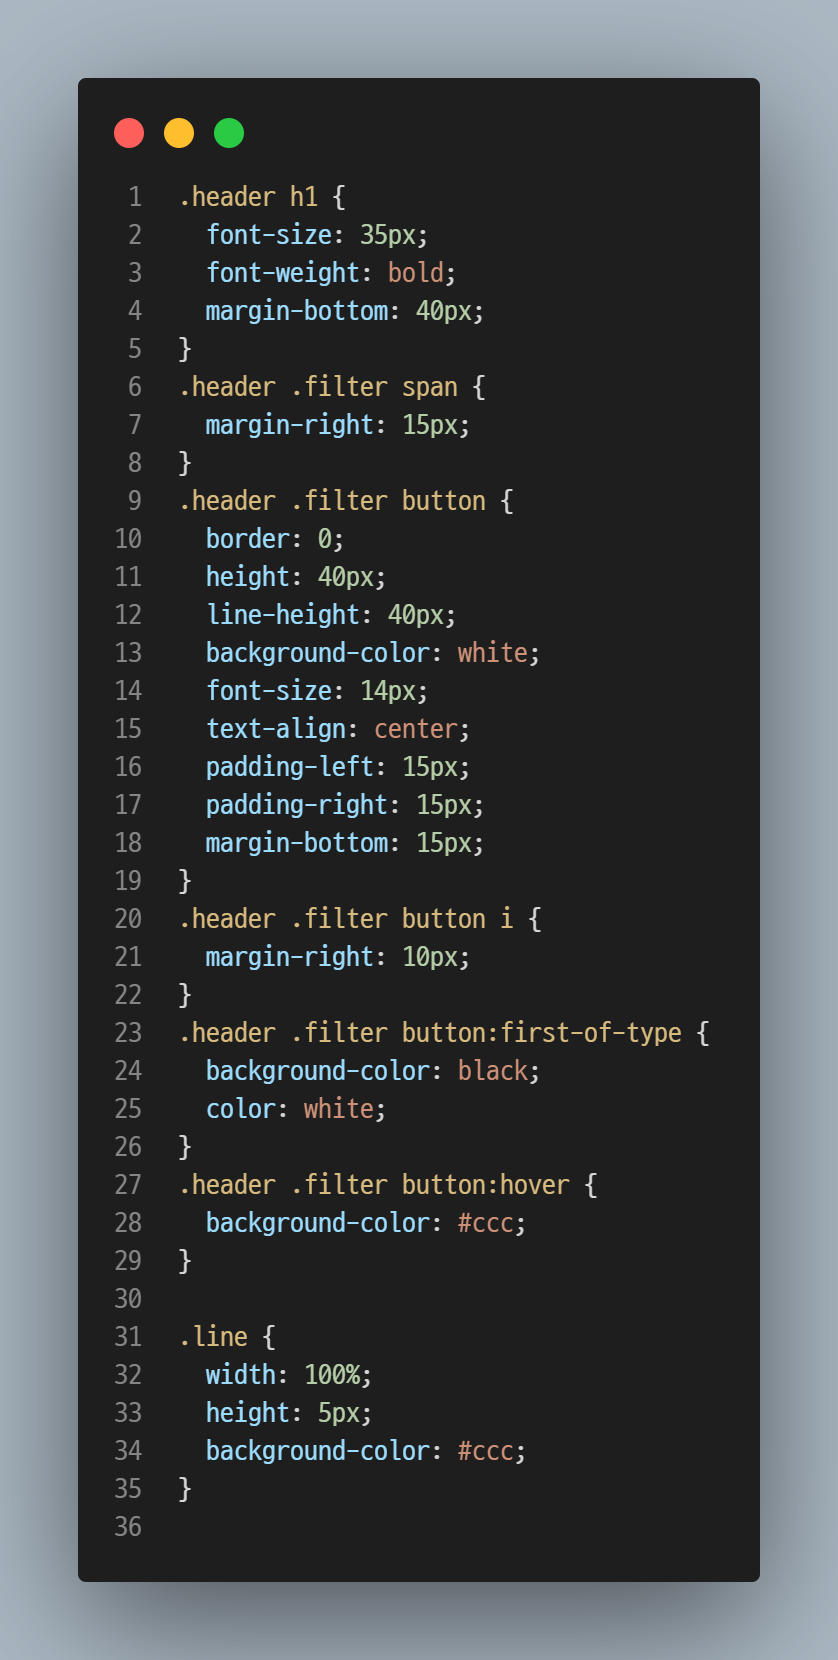 1 .header h1 {
2   font-size: 35px;
3   font-weight: bold;
4   margin-bottom: 40px;
5 }
6 .header .filter span {
7   margin-right: 15px;
8 }
9 .header .filter button {
10   border: 0;
11   height: 40px;
12   line-height: 40px;
13   background-color: white;
14   font-size: 14px;
15   text-align: center;
16   padding-left: 15px;
17   padding-right: 15px;
18   margin-bottom: 15px;
19 }
20 .header .filter button i {
21   margin-right: 10px;
22 }
23 .header .filter button:first-of-type {
24   background-color: black;
25   color: white;
26 }
27 .header .filter button:hover {
28   background-color: #ccc;
29 }
30
31 .line {
32   width: 100%;
33   height: 5px;
34   background-color: #ccc;
35 }
36